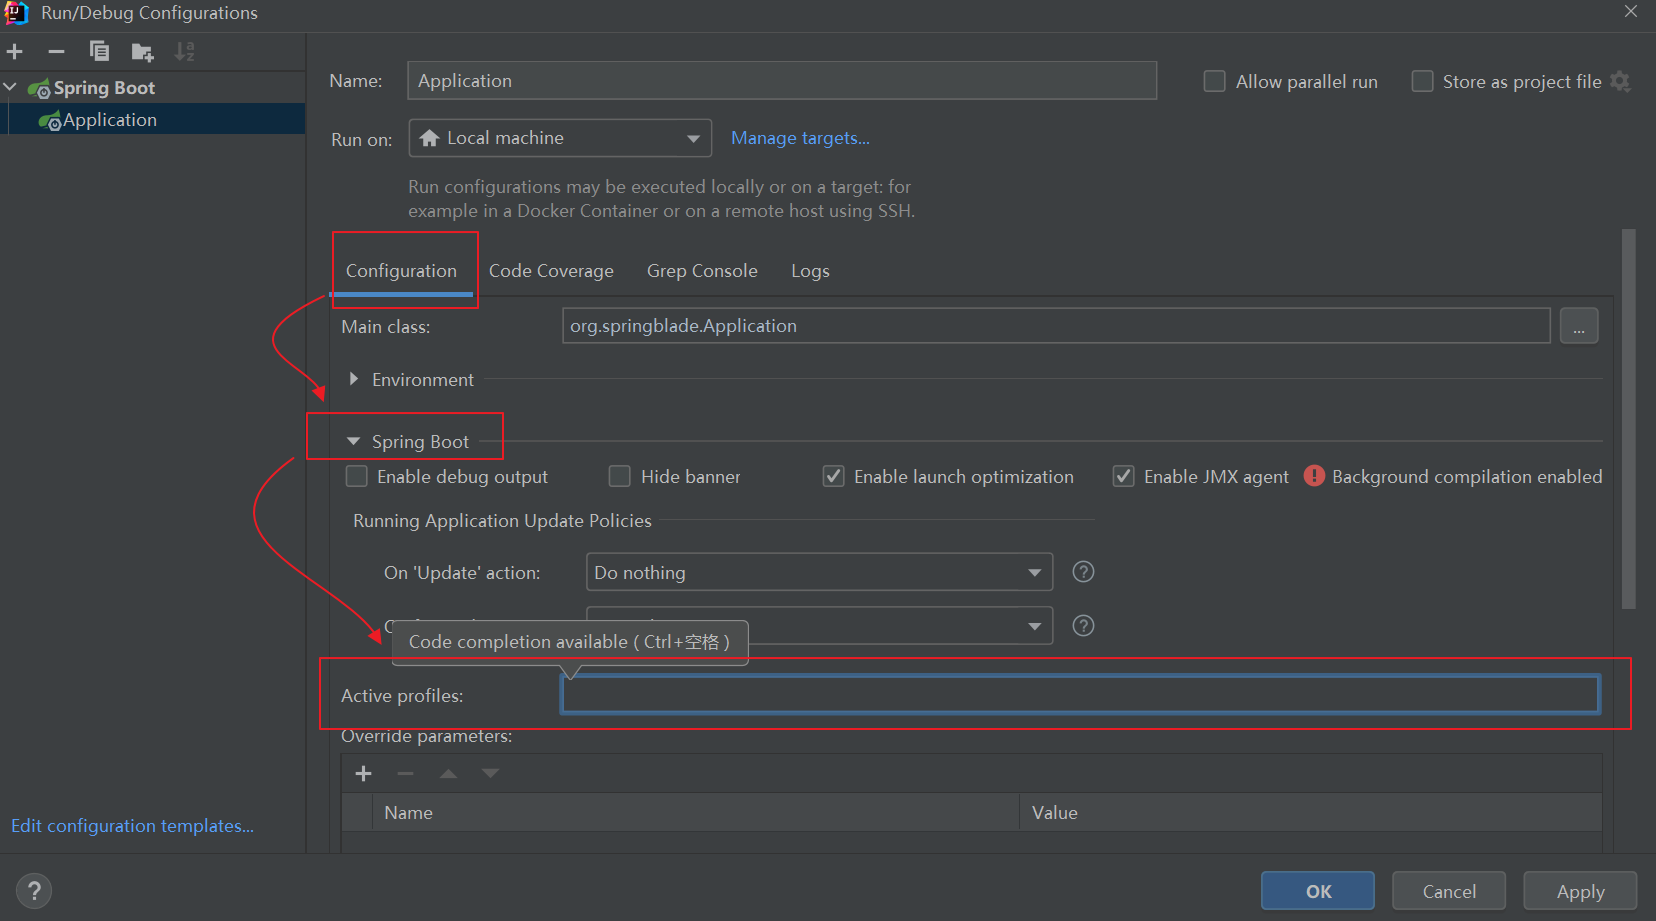 Run/Debug Configurations
Spring Boot
Application
Name: Application
Allow parallel run
Store as project file
Run on: Local machine
Manage targets...
Run configurations may be executed locally or on a target: for
example in a Docker Container or on a remote host using SSH.
Configuration Code Coverage Grep Console Logs
Main class: org.springblade.Application ...
Environment
Spring Boot
Enable debug output Hide banner Enable launch optimization Enable JMX agent Background compilation enabled
Running Application Update Policies
On 'Update' action: Do nothing
Code completion available ( Ctrl+空格 )
Active profiles:
Override parameters:
Name Value
Edit configuration templates...
OK Cancel Apply